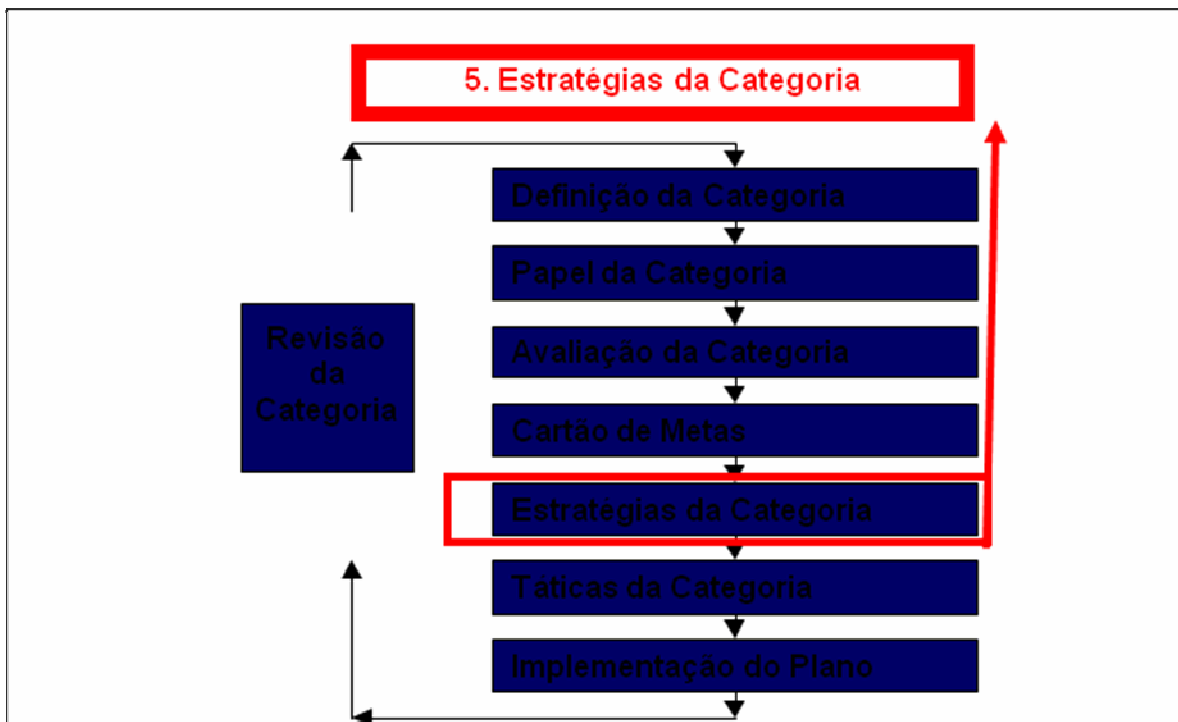 5. Estratégias da Categoria
Definição da Categoria
Papel da Categoria
Avaliação da Categoria
Cartão de Metas
Estratégias da Categoria
Táticas da Categoria
Implementação do Plano
Revisão
da
Categoria